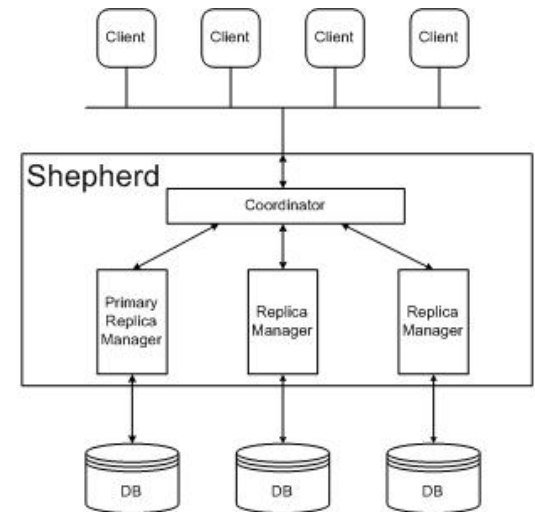 Client
Client
Client
Client
Shepherd
Coordinator
Primary
Replica
Manager
Replica
Manager
Replica
Manager
DB
DB
DB